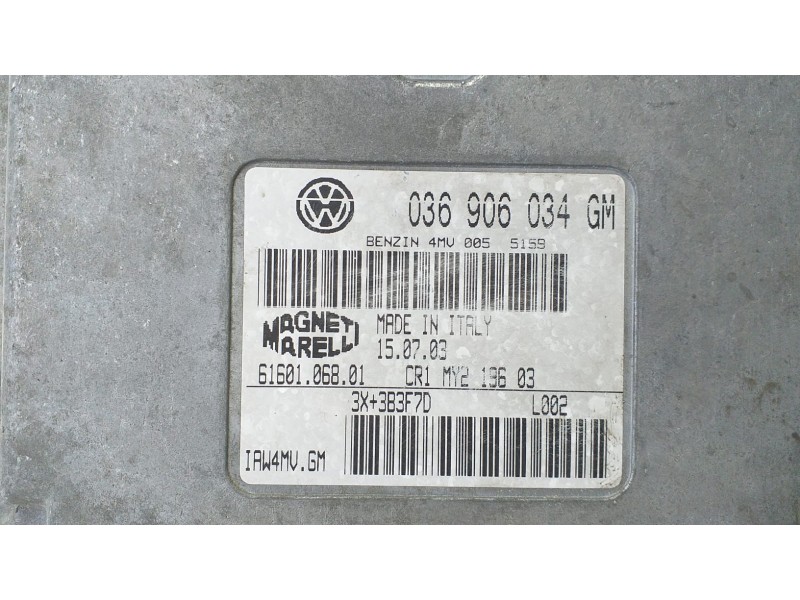 036 906 034 GM
BENZIN 4MV 005 5159
MAGNETI
MARELLI
MADE IN ITALY
15.07.03
61601.068.01 CR1 MY2 196 03
3X+3B3F7D L002
IAW4MV.GM